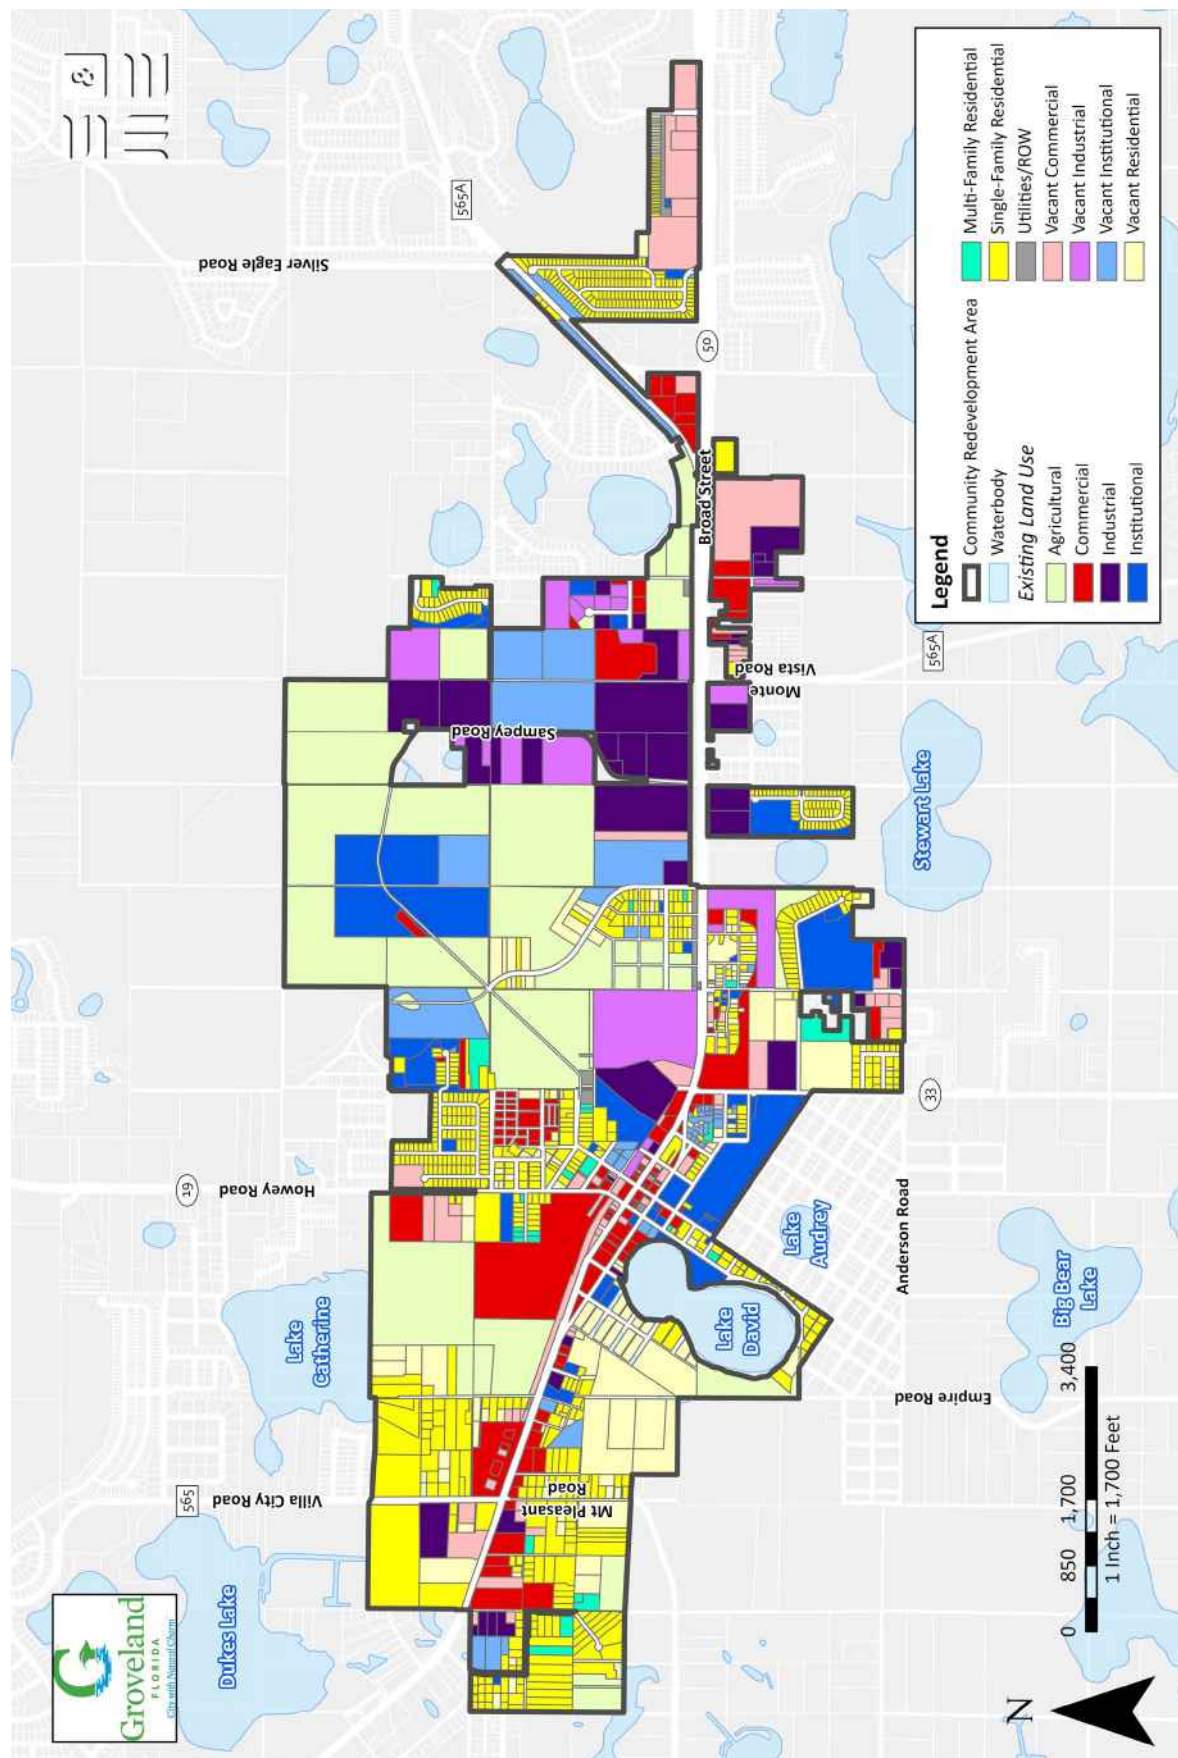 Groveland
FLORIDA
City with Natural Charm
&
Dukes Lake
565
Villa City Road
Lake
Catherine
19
Howey Road
Silver Eagle Road
565A
Sampey Road
Mt Pleasant
Road
Lake
David
Lake
Audrey
Empire Road
Anderson Road
Big Bear
Lake
33
Stewart Lake
Monte
Vista Road
565A
Broad Street
50
N
0 850 1,700 3,400
1 Inch = 1,700 Feet
Legend
Community Redevelopment Area
Waterbody
Existing Land Use
Agricultural
Commercial
Industrial
Institutional
Multi-Family Residential
Single-Family Residential
Utilities/ROW
Vacant Commercial
Vacant Industrial
Vacant Institutional
Vacant Residential